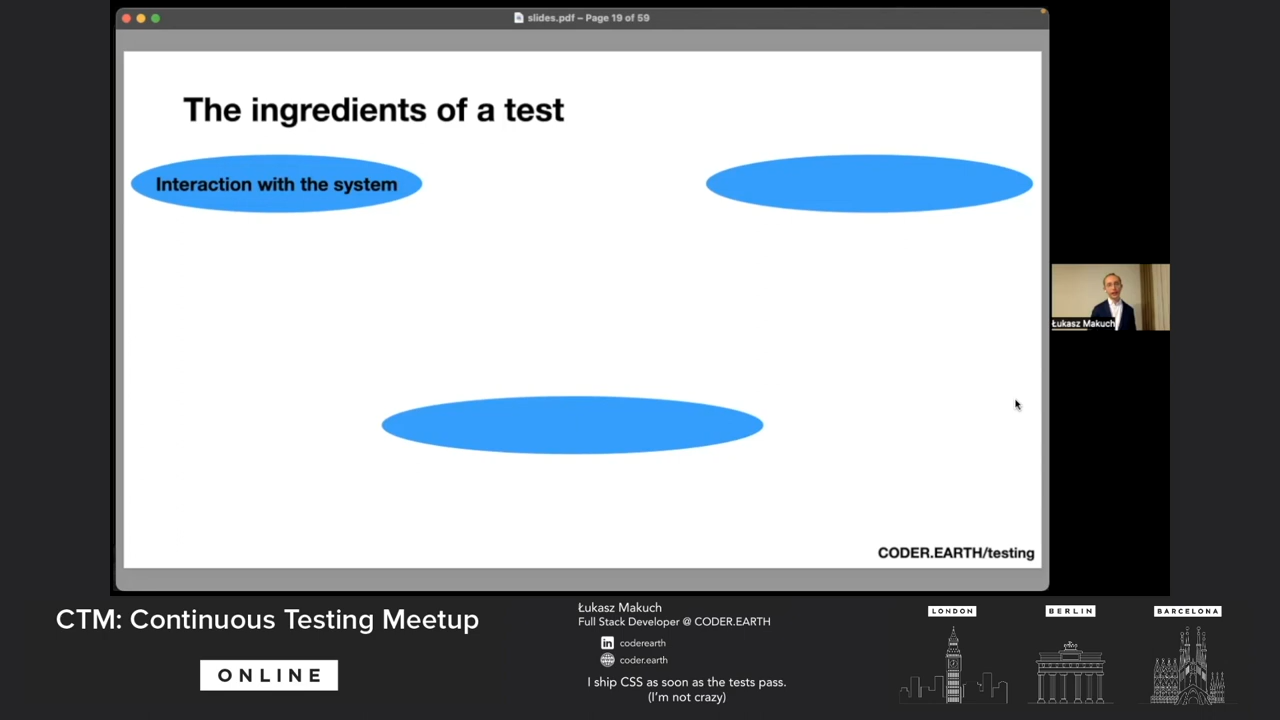 slides.pdf – Page 19 of 59
The ingredients of a test
Interaction with the system
Łukasz Makuch
CODER.EARTH/testing
CTM: Continuous Testing Meetup
ONLINE
Łukasz Makuch
Full Stack Developer @ CODER.EARTH
in coderearth
coder.earth
I ship CSS as soon as the tests pass.
(I'm not crazy)
LONDON
BERLIN
BARCELONA